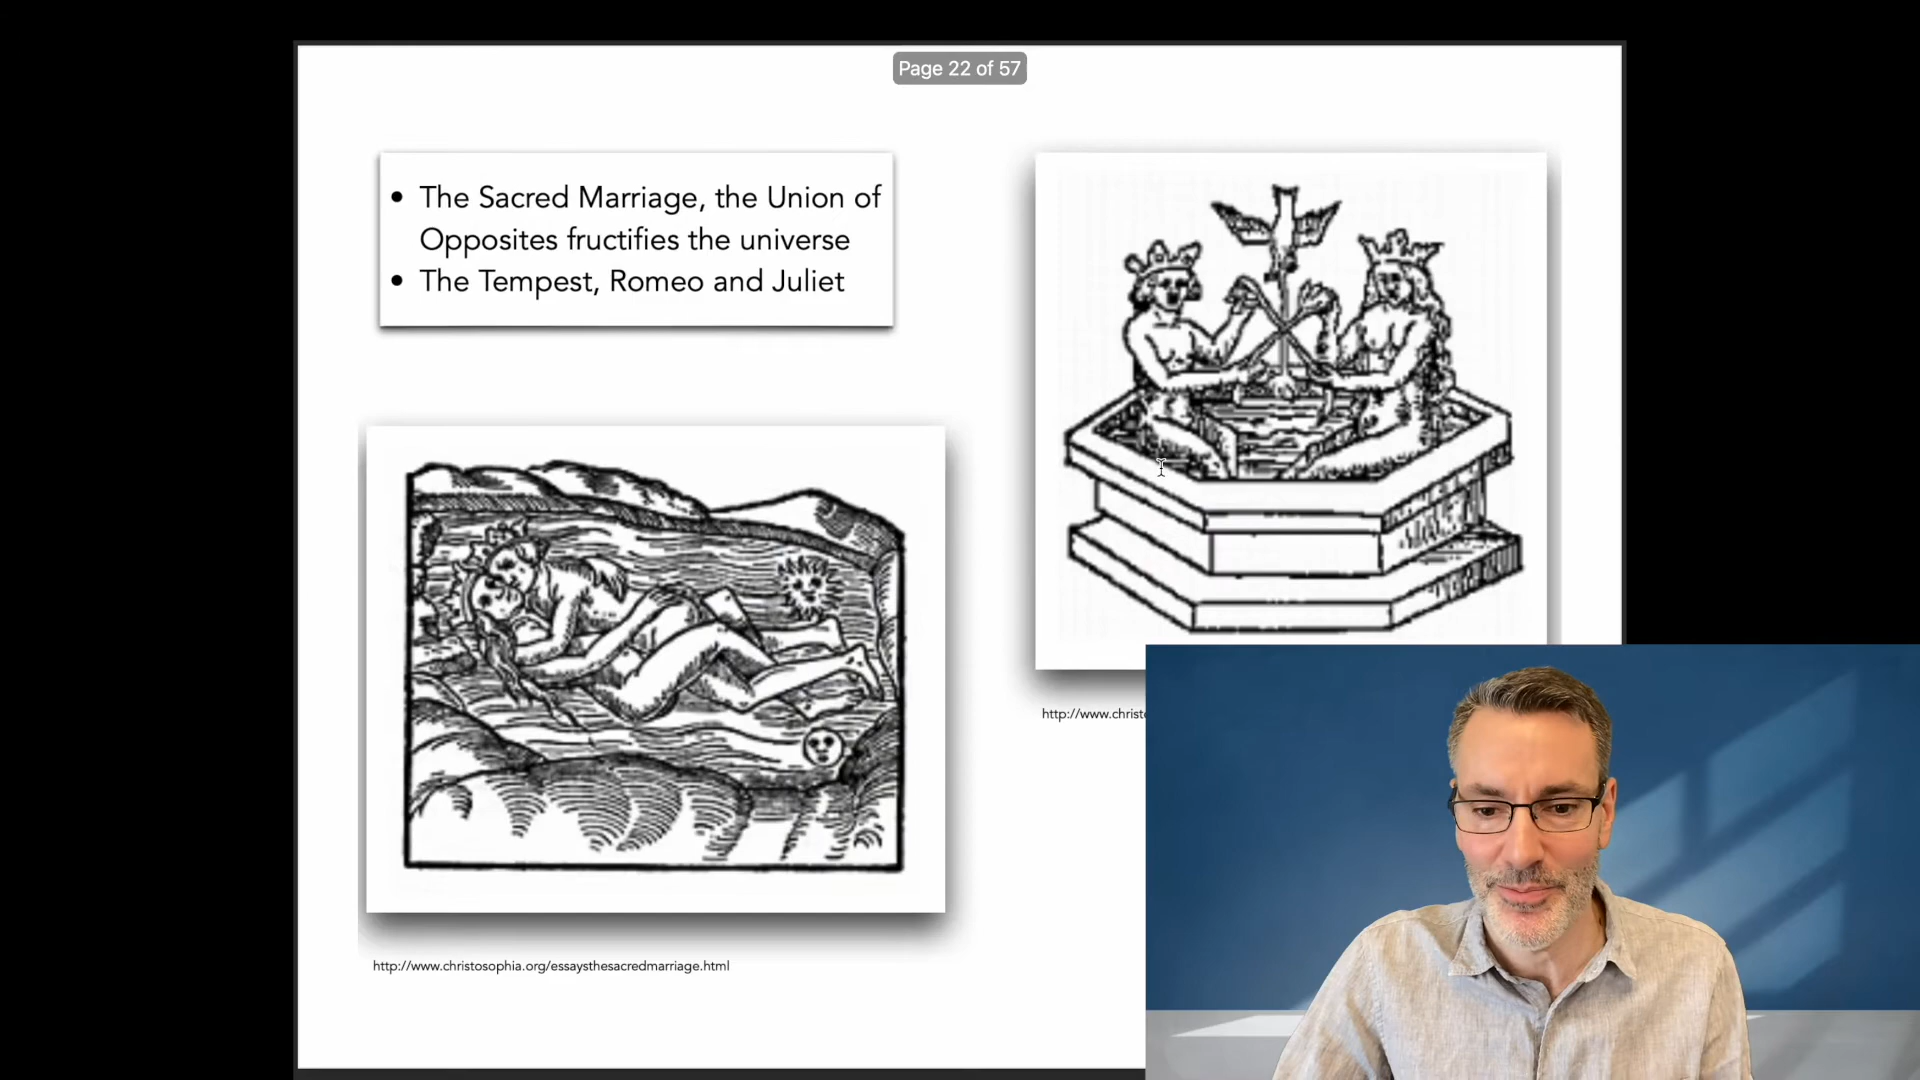 Page 22 of 57
• The Sacred Marriage, the Union of
Opposites fructifies the universe
• The Tempest, Romeo and Juliet
http://www.christo
http://www.christosophia.org/essaysthesacredmarriage.html